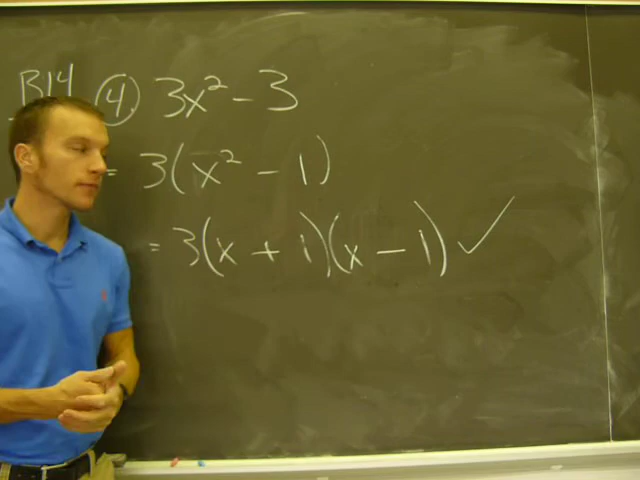 B14 ④ 3x² - 3
= 3(x² - 1)
= 3(x + 1)(x - 1) ✓